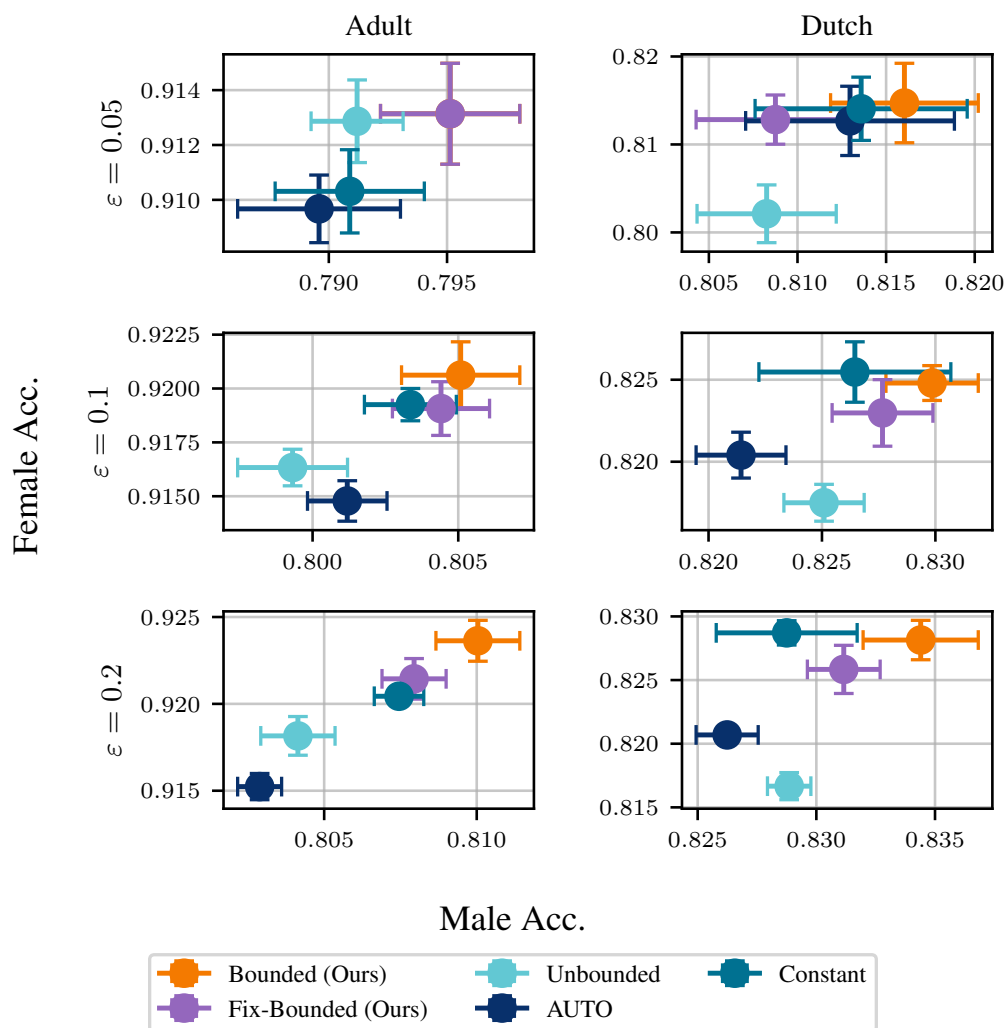 Adult
Dutch
ε = 0.05
0.914
0.912
0.910
0.790
0.795
0.82
0.81
0.80
0.805
0.810
0.815
0.820
Female Acc.
ε = 0.1
0.9225
0.9200
0.9175
0.9150
0.800
0.805
0.825
0.820
0.820
0.825
0.830
ε = 0.2
0.925
0.920
0.915
0.805
0.810
0.830
0.825
0.820
0.815
0.825
0.830
0.835
Male Acc.
Bounded (Ours)
Unbounded
Constant
Fix-Bounded (Ours)
AUTO